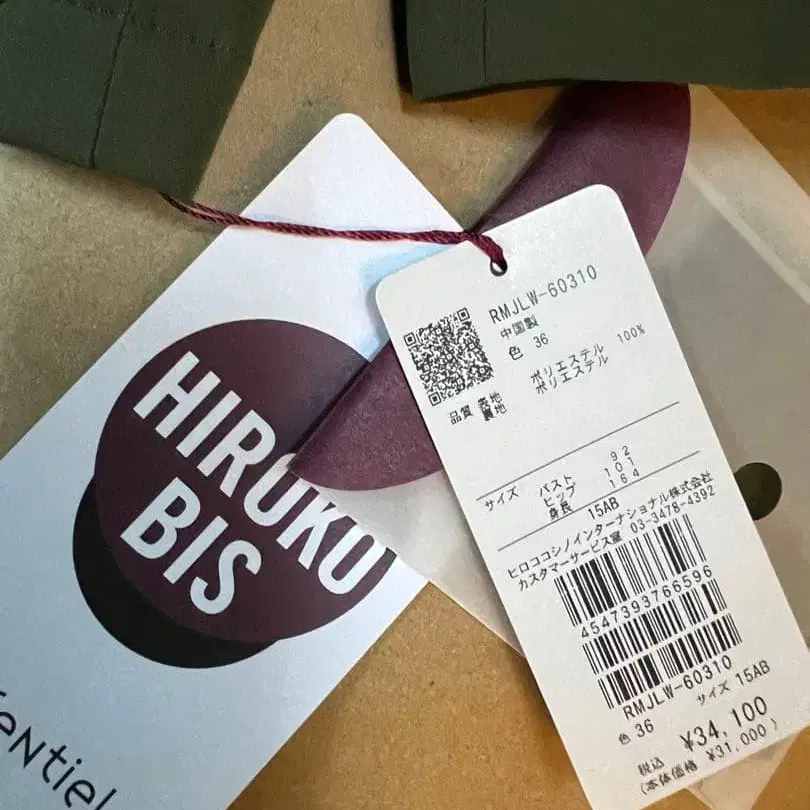 HIROKO
BIS
RMJLW-60310
中国製
色 36
ポリエステル 100%
ポリエステル
品質 表地
裏地
サイズ バスト 92
ヒップ 101
身長 164
15AB
ヒロココシノインターナショナル株式会社
カスタマーサービス室 03-3478-4392
4547393766596
RMJLW-60310
色 36 サイズ 15AB
税込 ¥34,100
(本体価格 ¥31,000)